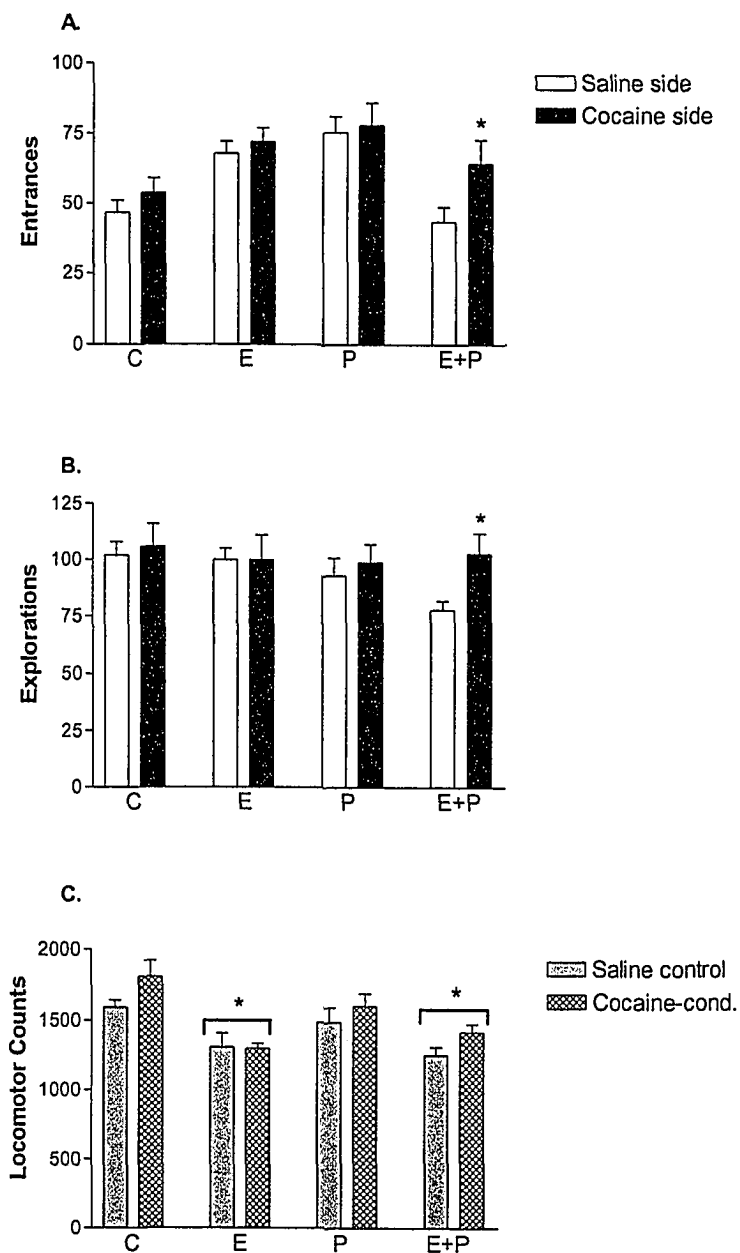 A.
Entrances
100
75
50
25
0
C E P E+P
*
Saline side
Cocaine side
B.
Explorations
125
100
75
50
25
0
C E P E+P
*
C.
Locomotor Counts
2000
1500
1000
500
0
C E P E+P
* *
Saline control
Cocaine-cond.